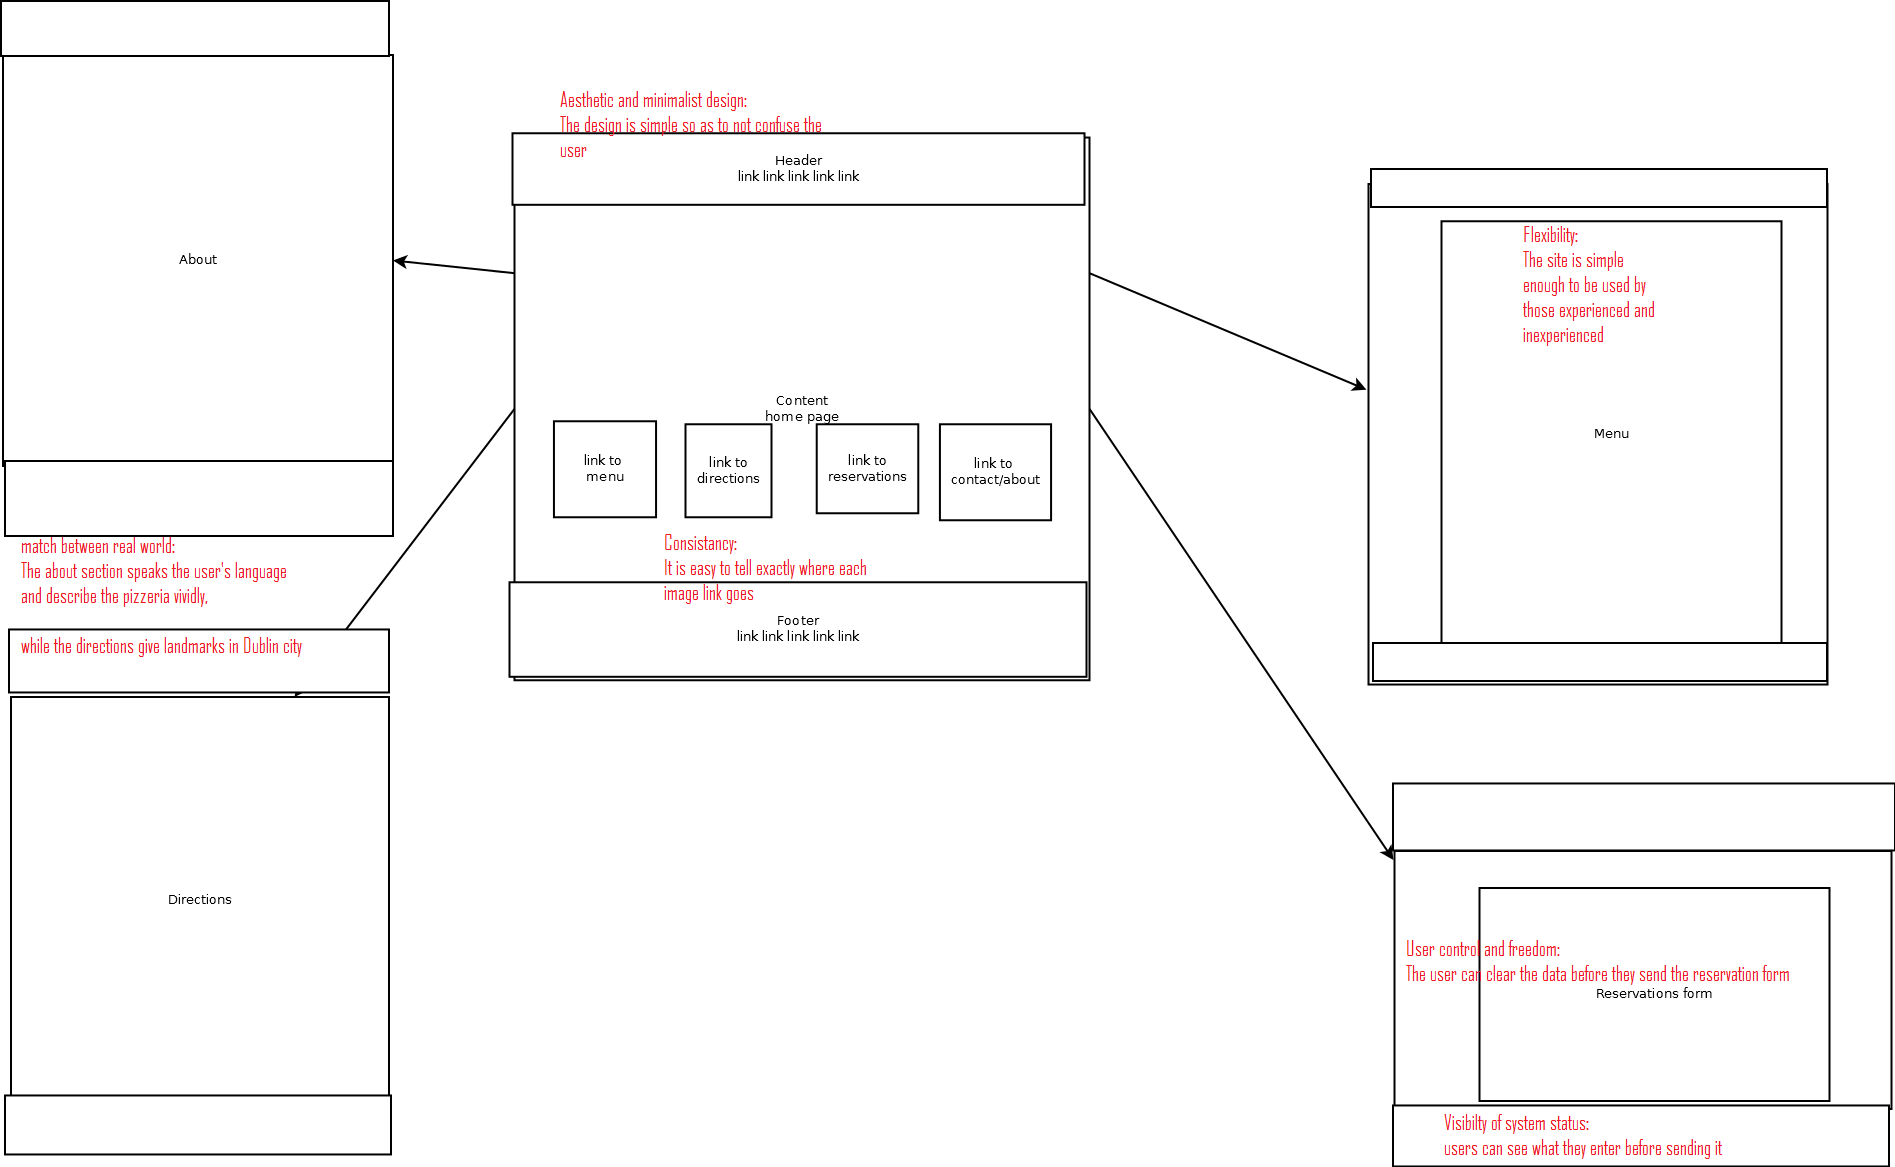 About
match between real world:
The about section speaks the user's language
and describe the pizzeria vividly.
while the directions give landmarks in Dublin city
Directions
Aesthetic and minimalist design:
The design is simple so as to not confuse the
user
Header
link link link link link
Content
home page
link to
menu
link to
directions
link to
reservations
link to
contact/about
Consistancy:
It is easy to tell exactly where each
image link goes
Footer
link link link link link
Flexibility:
The site is simple
enough to be used by
those experienced and
inexperienced
Menu
User control and freedom:
The user can clear the data before they send the reservation form
Reservations form
Visibilty of system status:
users can see what they enter before sending it